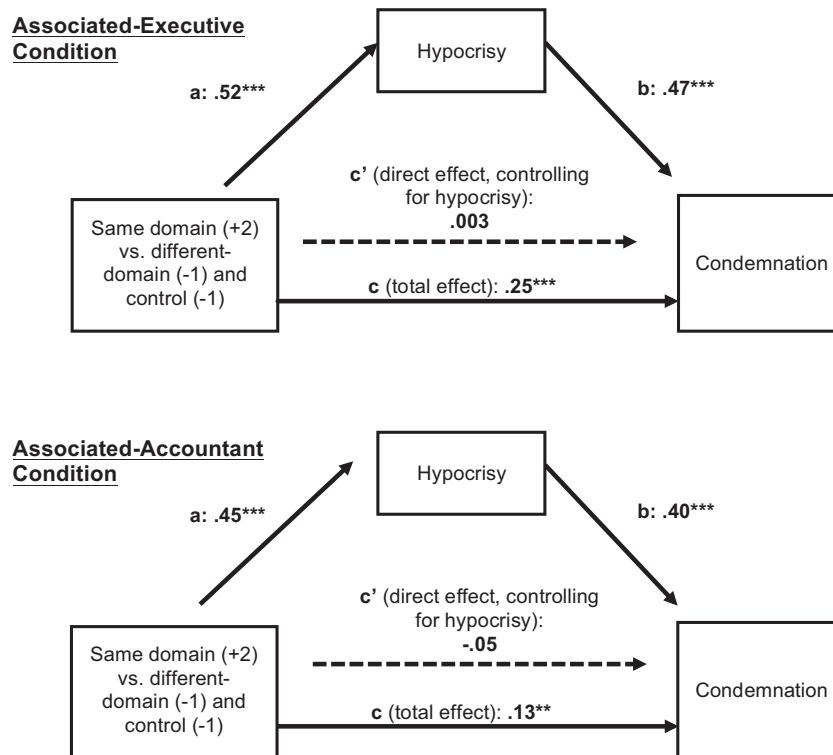 Associated-Executive
Condition
Hypocrisy
a: .52***
b: .47***
c’ (direct effect, controlling
for hypocrisy):
.003
Same domain (+2)
vs. different-
domain (-1) and
control (-1)
Condemnation
c (total effect): .25***
Associated-Accountant
Condition
Hypocrisy
a: .45***
b: .40***
c’ (direct effect, controlling
for hypocrisy):
-.05
Same domain (+2)
vs. different-
domain (-1) and
control (-1)
Condemnation
c (total effect): .13**